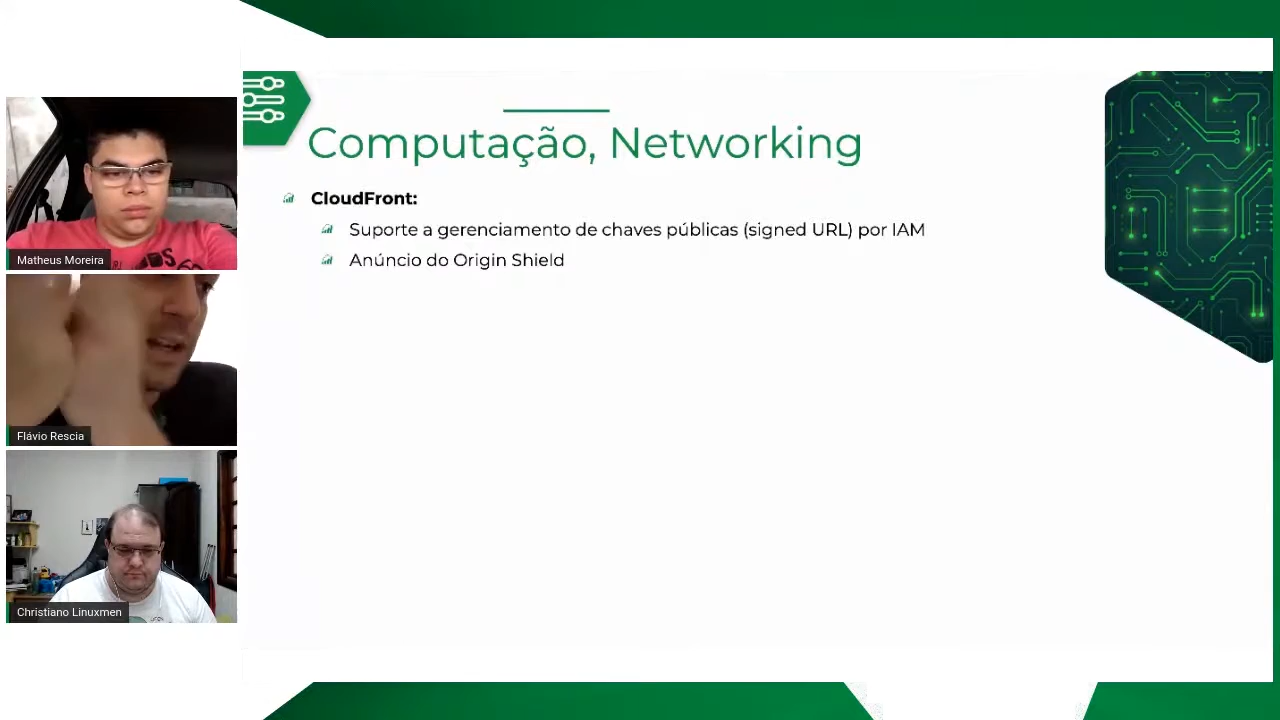 Computação, Networking
CloudFront:
Suporte a gerenciamento de chaves públicas (signed URL) por IAM
Anúncio do Origin Shield
Matheus Moreira
Flávio Rescia
Christiano Linuxmen